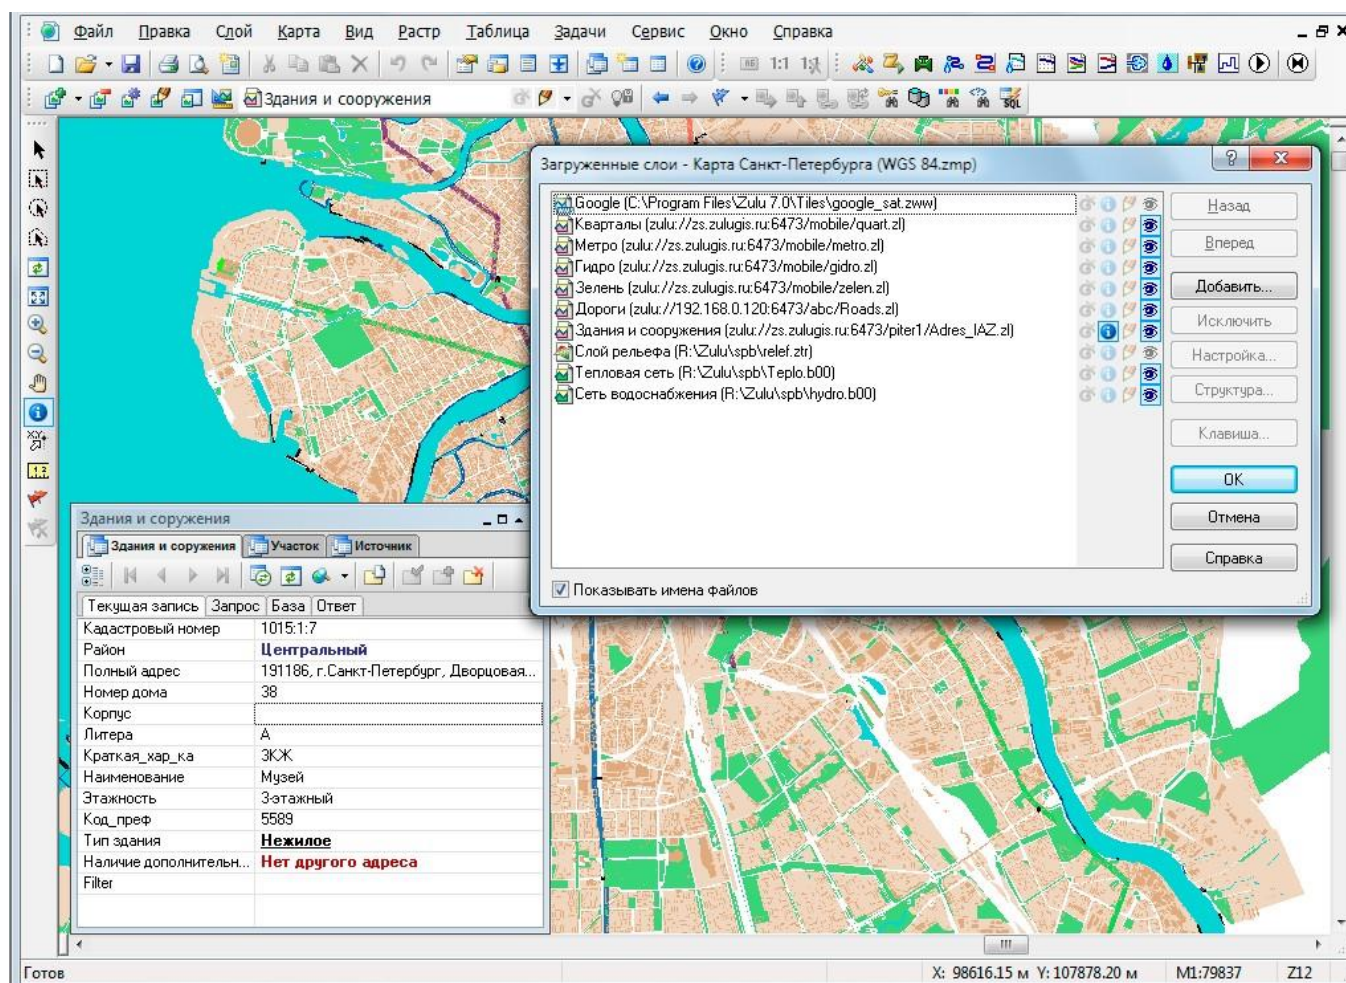 Файл Правка Слой Карта Вид Растр Таблица Задачи Сервис Окно Справка
1:1
Здания и сооружения
SQL
Загруженные слои - Карта Санкт-Петербурга (WGS 84.zmp)
Google (C:\Program Files\Zulu 7.0\Tiles\google_sat.zww)
Кварталы (zulu://zs.zulugis.ru:6473/mobile/quart.zl)
Метро (zulu://zs.zulugis.ru:6473/mobile/metro.zl)
Гидро (zulu://zs.zulugis.ru:6473/mobile/gidro.zl)
Зелень (zulu://zs.zulugis.ru:6473/mobile/zelen.zl)
Дороги (zulu://192.168.0.120:6473/abc/Roads.zl)
Здания и сооружения (zulu://zs.zulugis.ru:6473/piter1/Adres_IAZ.zl)
Слой рельефа (R:\Zulu\spb\relef.ztr)
Тепловая сеть (R:\Zulu\spb\Teplo.b00)
Сеть водоснабжения (R:\Zulu\spb\hydro.b00)
Назад
Вперед
Добавить...
Исключить
Настройка...
Структура...
Клавиша...
OK
Отмена
Справка
Показывать имена файлов
Здания и соружения
Здания и соружения Участок Источник
Текущая запись Запрос База Ответ
Кадастровый номер 1015:1:7
Район Центральный
Полный адрес 191186, г.Санкт-Петербург, Дворцовая...
Номер дома 38
Корпус
Литера А
Краткая_хар_ка ЗКЖ
Наименование Музей
Этажность 3-этажный
Код_преф 5589
Тип здания Нежилое
Наличие дополнительн... Нет другого адреса
Filter
Готов X: 98616.15 м Y: 107878.20 м М1:79837 Z12